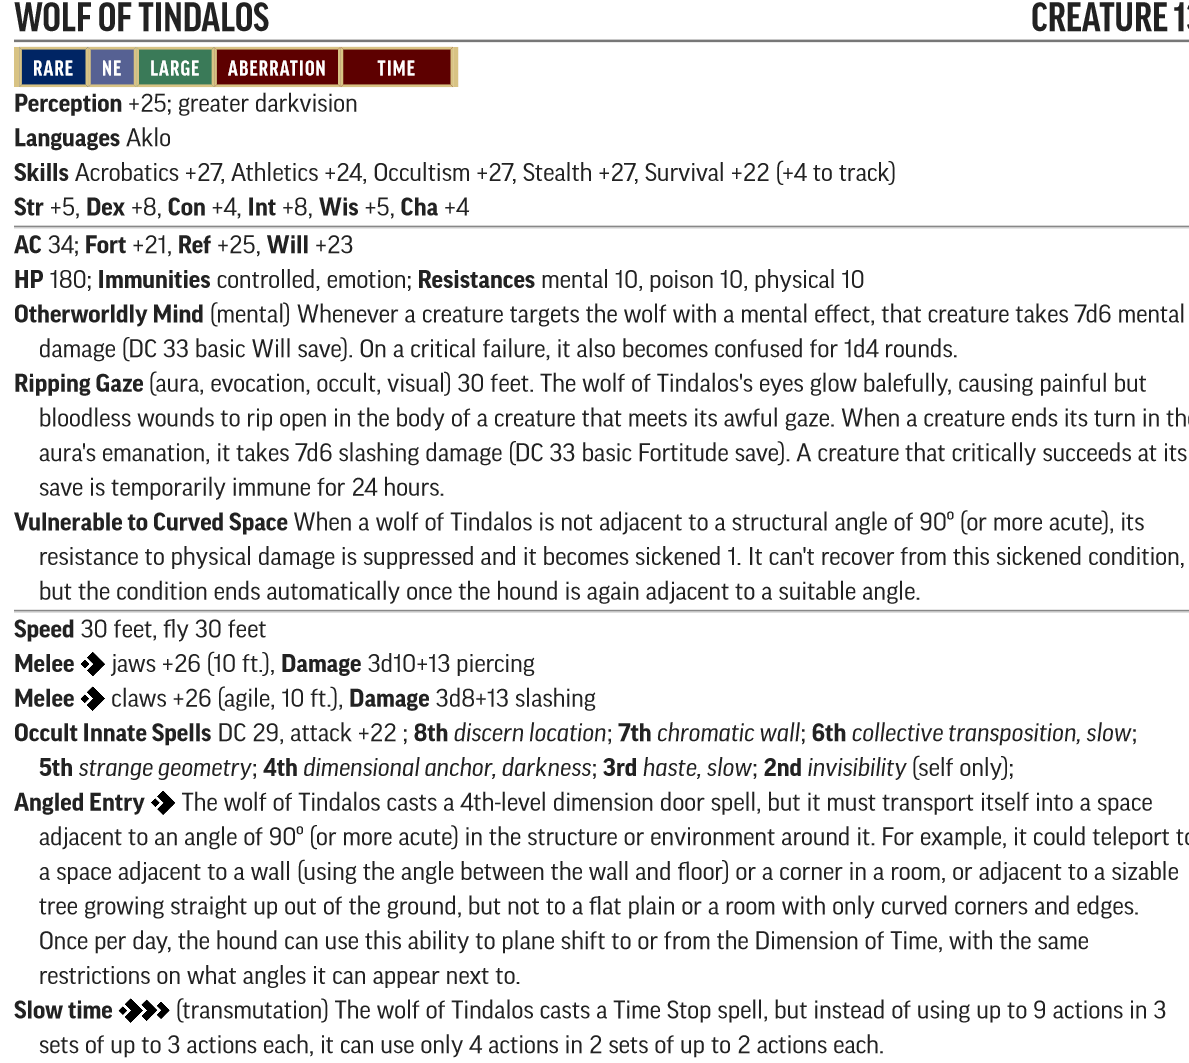 WOLF OF TINDALOS CREATURE 13
RARE NE LARGE ABERRATION TIME
Perception +25; greater darkvision
Languages Aklo
Skills Acrobatics +27, Athletics +24, Occultism +27, Stealth +27, Survival +22 (+4 to track)
Str +5, Dex +8, Con +4, Int +8, Wis +5, Cha +4
AC 34; Fort +21, Ref +25, Will +23
HP 180; Immunities controlled, emotion; Resistances mental 10, poison 10, physical 10
Otherworldly Mind (mental) Whenever a creature targets the wolf with a mental effect, that creature takes 7d6 mental
damage (DC 33 basic Will save). On a critical failure, it also becomes confused for 1d4 rounds.
Ripping Gaze (aura, evocation, occult, visual) 30 feet. The wolf of Tindalos's eyes glow balefully, causing painful but
bloodless wounds to rip open in the body of a creature that meets its awful gaze. When a creature ends its turn in the
aura's emanation, it takes 7d6 slashing damage (DC 33 basic Fortitude save). A creature that critically succeeds at its
save is temporarily immune for 24 hours.
Vulnerable to Curved Space When a wolf of Tindalos is not adjacent to a structural angle of 90º (or more acute), its
resistance to physical damage is suppressed and it becomes sickened 1. It can't recover from this sickened condition,
but the condition ends automatically once the hound is again adjacent to a suitable angle.
Speed 30 feet, fly 30 feet
Melee jaws +26 (10 ft.), Damage 3d10+13 piercing
Melee claws +26 (agile, 10 ft.), Damage 3d8+13 slashing
Occult Innate Spells DC 29, attack +22 ; 8th discern location; 7th chromatic wall; 6th collective transposition, slow;
5th strange geometry; 4th dimensional anchor, darkness; 3rd haste, slow; 2nd invisibility (self only);
Angled Entry The wolf of Tindalos casts a 4th-level dimension door spell, but it must transport itself into a space
adjacent to an angle of 90º (or more acute) in the structure or environment around it. For example, it could teleport to
a space adjacent to a wall (using the angle between the wall and floor) or a corner in a room, or adjacent to a sizable
tree growing straight up out of the ground, but not to a flat plain or a room with only curved corners and edges.
Once per day, the hound can use this ability to plane shift to or from the Dimension of Time, with the same
restrictions on what angles it can appear next to.
Slow time (transmutation) The wolf of Tindalos casts a Time Stop spell, but instead of using up to 9 actions in 3
sets of up to 3 actions each, it can use only 4 actions in 2 sets of up to 2 actions each.